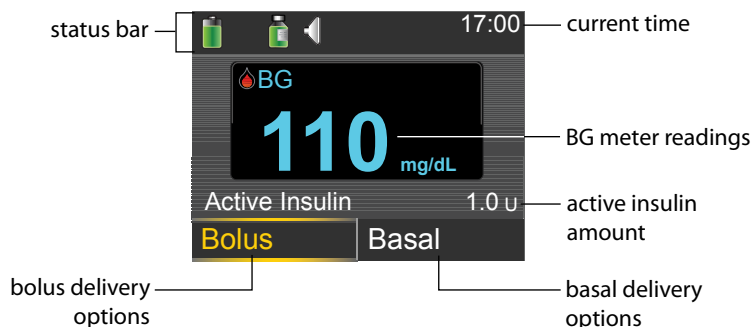 status bar
17:00
current time
BG
110 mg/dL
BG meter readings
Active Insulin 1.0 U
active insulin
amount
Bolus Basal
bolus delivery
options
basal delivery
options